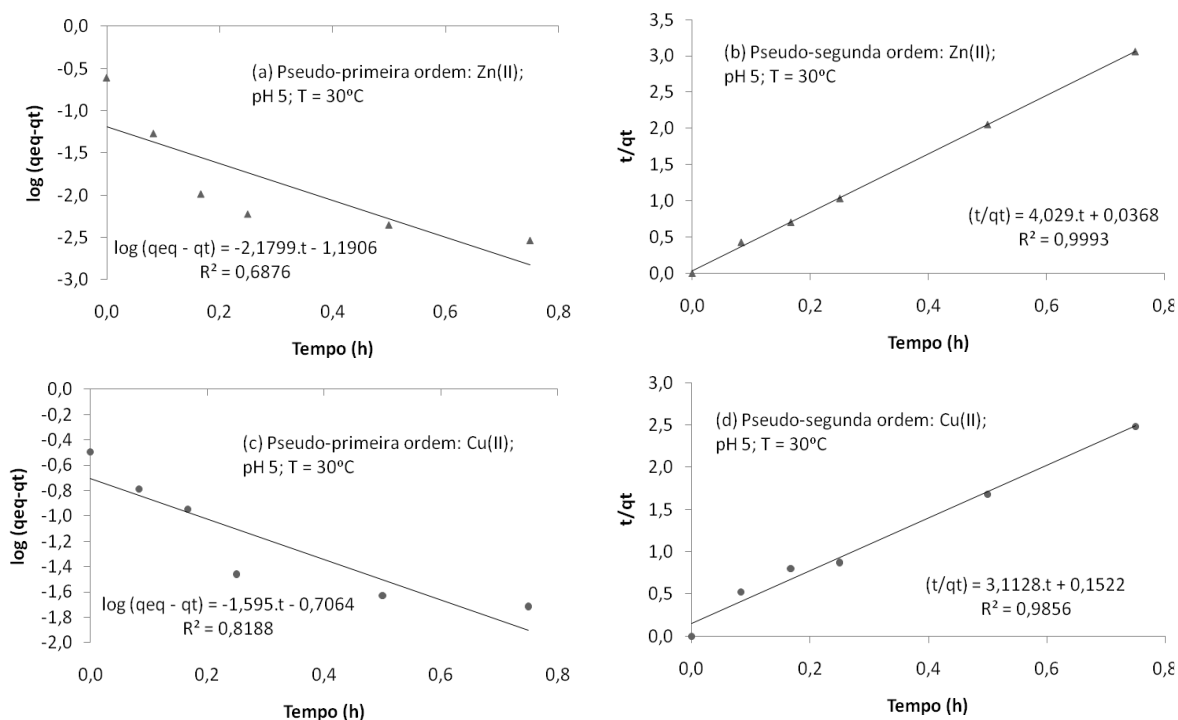 0,0
-0,5
-1,0
-1,5
-2,0
-2,5
-3,0
log (qeq-qt)
(a) Pseudo-primeira ordem: Zn(II);
pH 5; T = 30ºC
log (qeq - qt) = -2,1799.t - 1,1906
R² = 0,6876
0,0 0,2 0,4 0,6 0,8
Tempo (h)
3,5
3,0
2,5
2,0
1,5
1,0
0,5
0,0
t/qt
(b) Pseudo-segunda ordem: Zn(II);
pH 5; T = 30ºC
(t/qt) = 4,029.t + 0,0368
R² = 0,9993
0,0 0,2 0,4 0,6 0,8
Tempo (h)
0,0
-0,2
-0,4
-0,6
-0,8
-1,0
-1,2
-1,4
-1,6
-1,8
-2,0
log (qeq-qt)
(c) Pseudo-primeira ordem: Cu(II);
pH 5; T = 30ºC
log (qeq - qt) = -1,595.t - 0,7064
R² = 0,8188
0,0 0,2 0,4 0,6 0,8
Tempo (h)
3,0
2,5
2,0
1,5
1,0
0,5
0,0
t/qt
(d) Pseudo-segunda ordem: Cu(II);
pH 5; T = 30ºC
(t/qt) = 3,1128.t + 0,1522
R² = 0,9856
0,0 0,2 0,4 0,6 0,8
Tempo (h)